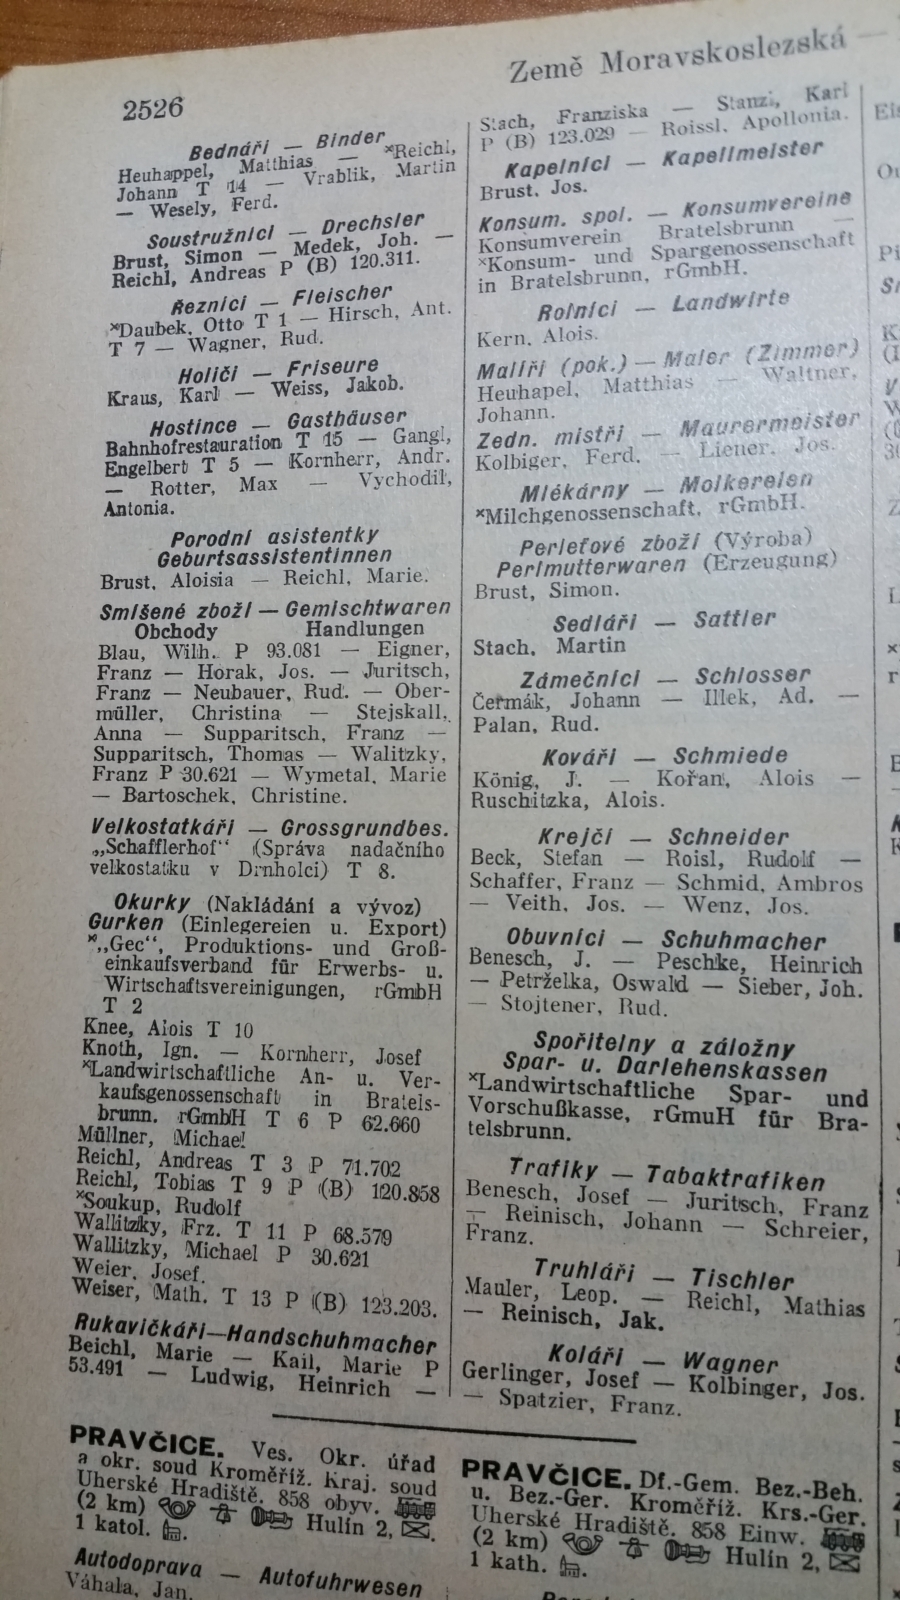 Země Moravskoslezská —
2526
Bednáři — Binder
Heuhappel, Matthias — ×Reichl,
Johann T 14 — Vrablik, Martin
— Wesely, Ferd.
Soustružníci — Drechsler
Brust, Simon — Medek, Joh. —
Reichl, Andreas P (B) 120.311.
Řezníci — Fleischer
×Daubek, Otto T 1 — Hirsch, Ant.
T 7 — Wagner, Rud.
Holiči — Friseure
Kraus, Karl — Weiss, Jakob.
Hostince — Gasthäuser
Bahnhofrestauration T 15 — Gangl,
Engelbert T 5 — Kornherr, Andr.
— Rotter, Max — Vychodil,
Antonia.
Porodní asistentky
Geburtsassistentinnen
Brust, Aloisia — Reichl, Marie.
Smíšené zboží — Gemischtwaren
Obchody Handlungen
Blau, Wilh. P 93.081 — Eigner,
Franz — Horak, Jos. — Juritsch,
Franz — Neubauer, Rud. — Ober-
müller, Christina — Stejskall,
Anna — Supparitsch, Franz —
Supparitsch, Thomas — Walitzky,
Franz P 30.621 — Wymetal, Marie
— Bartoschek, Christine.
Velkostatkáři — Grossgrundbes.
„Schafflerhof“ (Správa nadačního
velkostatku v Drnholci) T 8.
Okurky (Nakládání a vývoz)
Gurken (Einlegereien u. Export)
×„Gec“, Produktions- und Groß-
einkaufsverband für Erwerbs- u.
Wirtschaftsvereinigungen, rGmbH
T 2
Knee, Alois T 10
Knoth, Ign. — Kornherr, Josef
×Landwirtschaftliche An- u. Ver-
kaufsgenossenschaft in Bratels-
brunn. rGmbH T 6 P 62.660
Müllner, Michael
Reichl, Andreas T 3 P 71.702
Reichl, Tobias T 9 P (B) 120.858
×Soukup, Rudolf
Wallitzky, Frz. T 11 P 68.579
Wallitzky, Michael P 30.621
Weier, Josef.
Weiser, Math. T 13 P (B) 123.203.
Rukavičkáři—Handschuhmacher
Beichl, Marie — Kail, Marie P
53.491 — Ludwig, Heinrich —
Stach, Franziska — Stanzi, Karl
P (B) 123.029 — Roissl, Apollonia.
Kapelníci — Kapellmeister
Brust, Jos.
Konsum. spol. — Konsumvereine
Konsumverein Bratelsbrunn —
×Konsum- und Spargenossenschaft
in Bratelsbrunn, rGmbH.
Rolníci — Landwirte
Kern, Alois.
Malíři (pok.) — Maler (Zimmer)
Heuhapel, Matthias — Waltner,
Johann.
Zedn. mistři — Maurermeister
Kolbiger, Ferd. — Liener, Jos.
Mlékárny — Molkereien
×Milchgenossenschaft, rGmbH.
Perleťové zboží (Výroba)
Perlmutterwaren (Erzeugung)
Brust, Simon.
Sedláři — Sattler
Stach, Martin
Zámečníci — Schlosser
Čermák, Johann — Illek, Ad. —
Palan, Rud.
Kováři — Schmiede
König, J. — Kořan, Alois —
Ruschitzka, Alois.
Krejčí — Schneider
Beck, Stefan — Roisl, Rudolf —
Schaffer, Franz — Schmid, Ambros
— Veith, Jos. — Wenz, Jos.
Obuvníci — Schuhmacher
Benesch, J. — Peschke, Heinrich
— Petrželka, Oswald — Sieber, Joh.
— Stojtener, Rud.
Spořitelny a záložny
Spar- u. Darlehenskassen
×Landwirtschaftliche Spar- und
Vorschußkasse, rGmuH für Bra-
telsbrunn.
Trafiky — Tabaktrafiken
Benesch, Josef — Juritsch, Franz
— Reinisch, Johann — Schreier,
Franz.
Truhláři — Tischler
Mauler, Leop. — Reichl, Mathias
— Reinisch, Jak.
Koláři — Wagner
Gerlinger, Josef — Kolbinger, Jos.
— Spatzier, Franz.
PRAVČICE. Ves. Okr. úřad
a okr. soud Kroměříž. Kraj. soud
Uherské Hradiště. 858 obyv.
(2 km) Hulín 2,
1 katol.
Autodoprava — Autofuhrwesen
Váhala, Jan.
PRAVČICE. Df.-Gem. Bez.-Beh.
u. Bez.-Ger. Kroměříž. Krs.-Ger.
Uherské Hradiště. 858 Einw.
(2 km) Hulín 2,
1 kath.